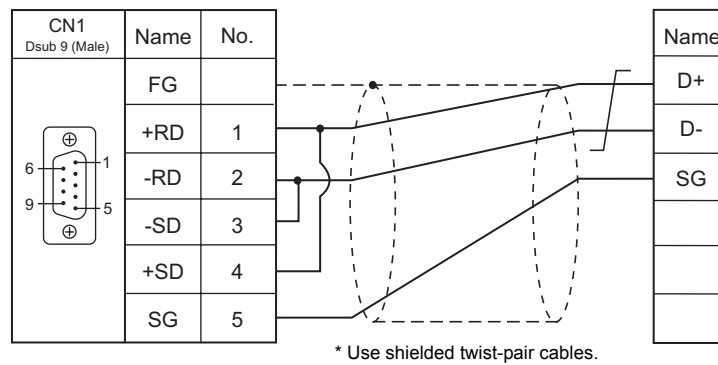 CN1
Dsub 9 (Male)
Name
No.
Name
FG
D+
+RD
1
D-
-RD
2
SG
-SD
3
+SD
4
SG
5
6
1
9
5
* Use shielded twist-pair cables.